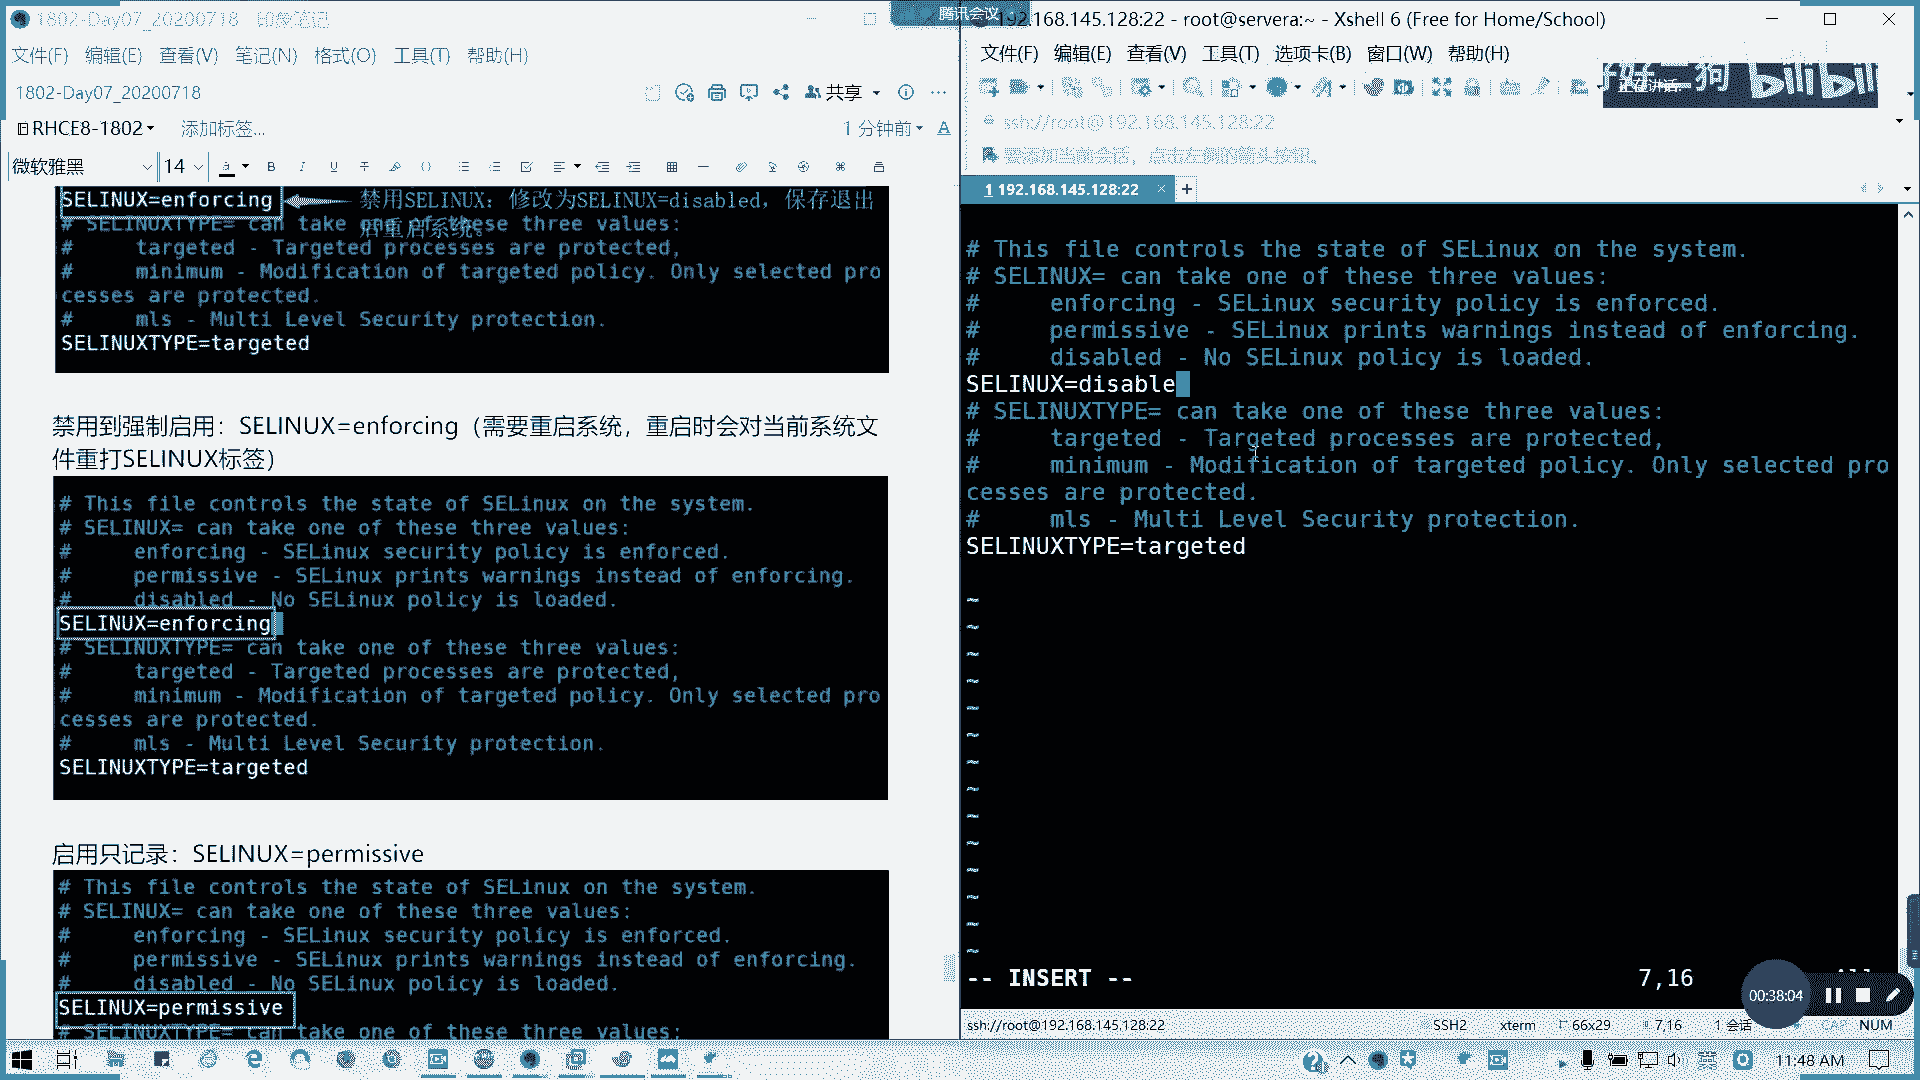 1802-Day07_20200718 - 印象笔记
文件(F) 编辑(E) 查看(V) 笔记(N) 格式(O) 工具(T) 帮助(H)
1802-Day07_20200718
共享
RHCE8-1802
添加标签...
1 分钟前
微软雅黑 14
SELINUX=enforcing
禁用SELINUX：修改为SELINUX=disabled，保存退出
后重启系统。
# SELINUXTYPE= can take one of these three values:
#     targeted - Targeted processes are protected,
#     minimum - Modification of targeted policy. Only selected pro
cesses are protected.
#     mls - Multi Level Security protection.
SELINUXTYPE=targeted
禁用到强制启用：SELINUX=enforcing（需要重启系统，重启时会对当前系统文
件重打SELINUX标签）
# This file controls the state of SELinux on the system.
# SELINUX= can take one of these three values:
#     enforcing - SELinux security policy is enforced.
#     permissive - SELinux prints warnings instead of enforcing.
#     disabled - No SELinux policy is loaded.
SELINUX=enforcing
# SELINUXTYPE= can take one of these three values:
#     targeted - Targeted processes are protected,
#     minimum - Modification of targeted policy. Only selected pro
cesses are protected.
#     mls - Multi Level Security protection.
SELINUXTYPE=targeted
启用只记录：SELINUX=permissive
# This file controls the state of SELinux on the system.
# SELINUX= can take one of these three values:
#     enforcing - SELinux security policy is enforced.
#     permissive - SELinux prints warnings instead of enforcing.
#     disabled - No SELinux policy is loaded.
SELINUX=permissive
# SELINUXTYPE= can take one of these three values:
腾讯会议
192.168.145.128:22 - root@servera:~ - Xshell 6 (Free for Home/School)
文件(F) 编辑(E) 查看(V) 工具(T) 选项卡(B) 窗口(W) 帮助(H)
正在讲话:
bilibili
ssh://root@192.168.145.128:22
要添加当前会话，点击左侧的箭头按钮。
1 192.168.145.128:22
# This file controls the state of SELinux on the system.
# SELINUX= can take one of these three values:
#     enforcing - SELinux security policy is enforced.
#     permissive - SELinux prints warnings instead of enforcing.
#     disabled - No SELinux policy is loaded.
SELINUX=disable
# SELINUXTYPE= can take one of these three values:
#     targeted - Targeted processes are protected,
#     minimum - Modification of targeted policy. Only selected pro
cesses are protected.
#     mls - Multi Level Security protection.
SELINUXTYPE=targeted
~
~
~
~
~
~
~
~
~
~
~
~
~
~
-- INSERT -- 7,16 All
00:38:04
ssh://root@192.168.145.128:22 SSH2 xterm 66x29 7,16 1 会话 CAP NUM
英
11:48 AM